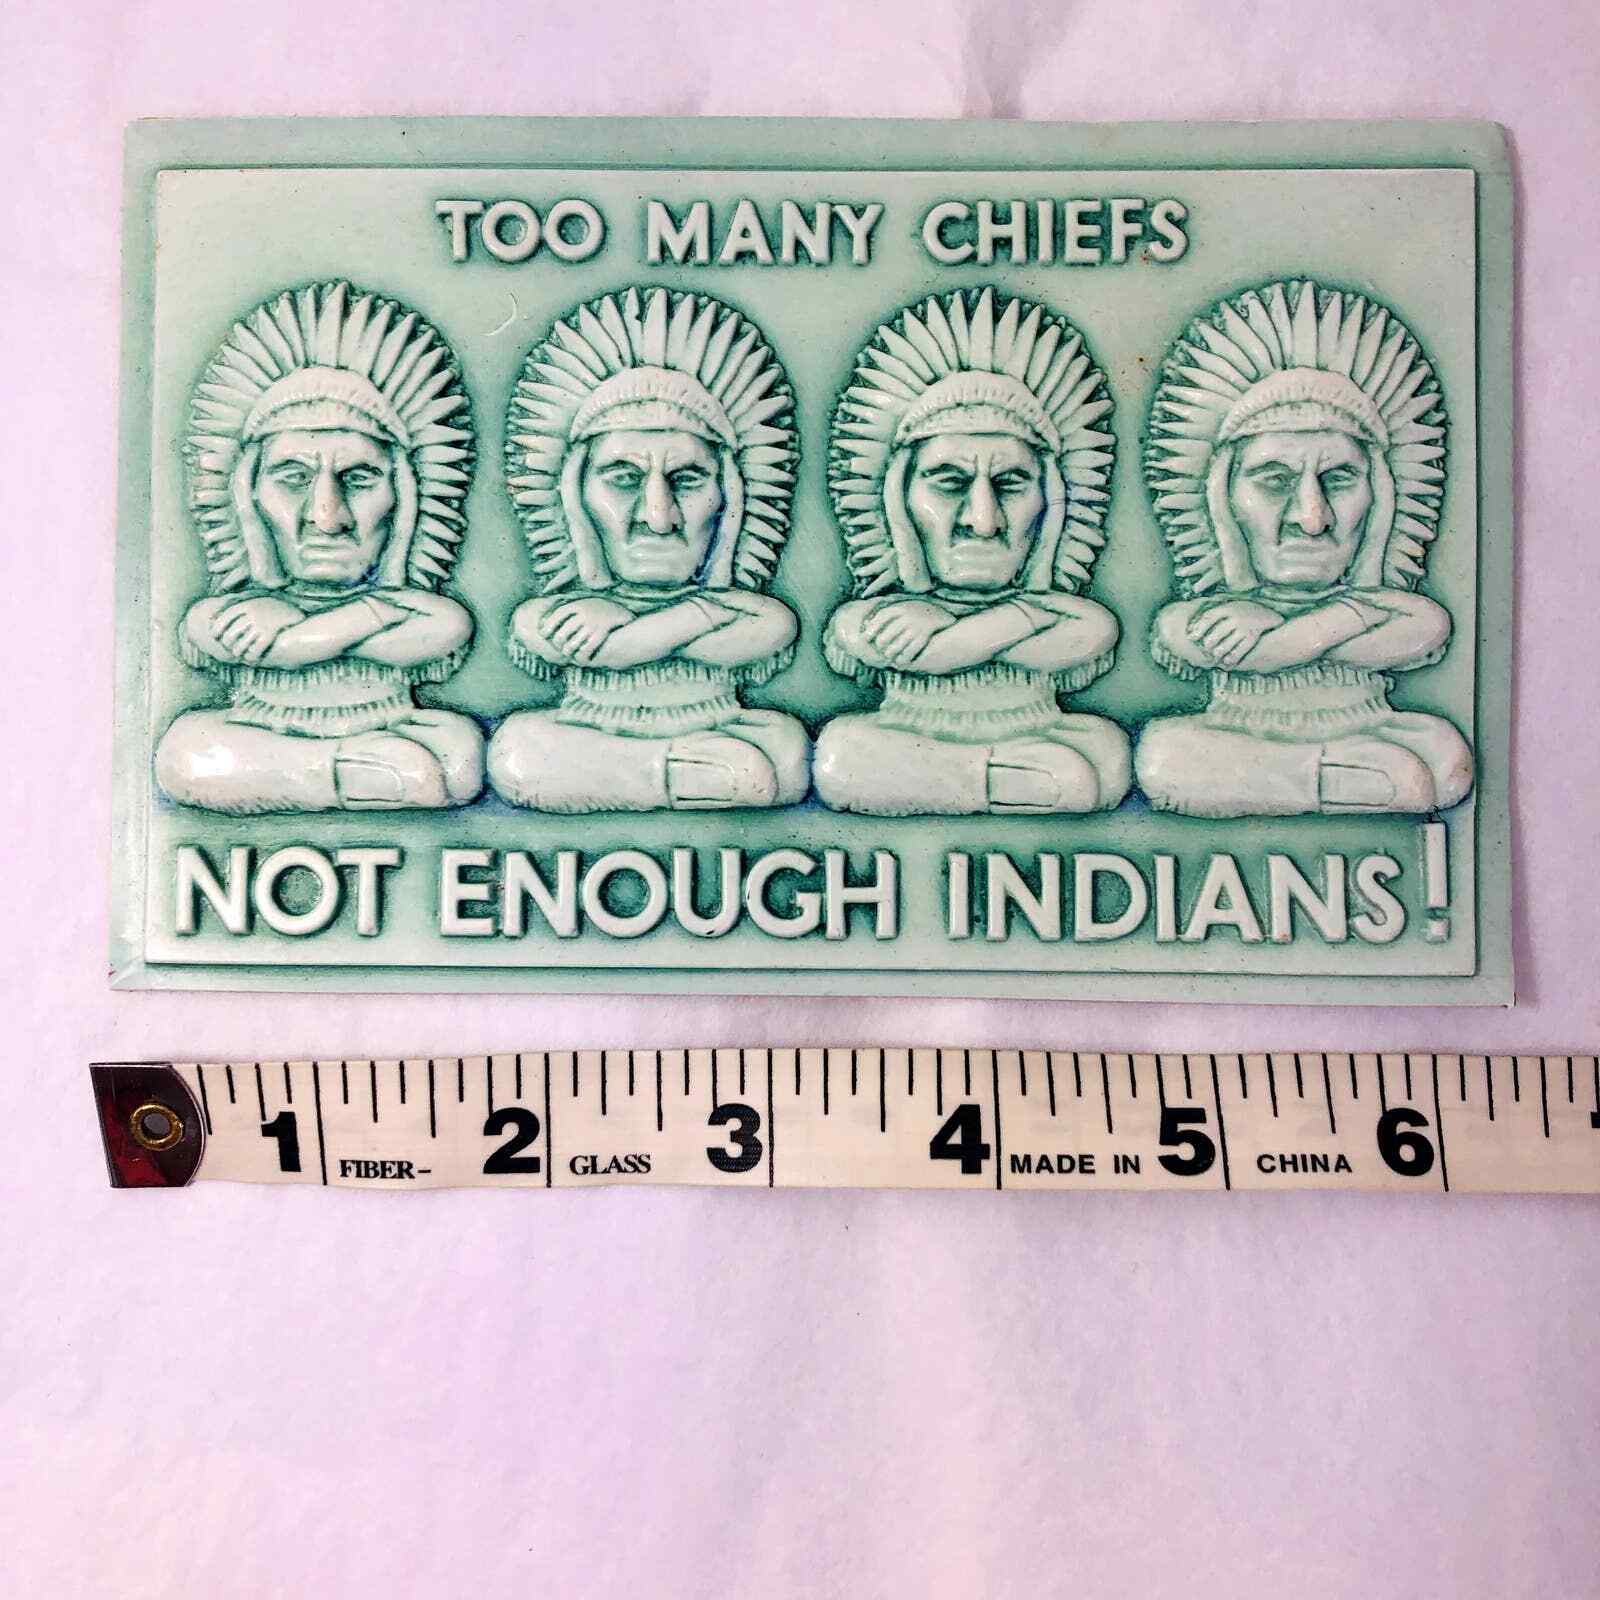 TOO MANY CHIEFS
NOT ENOUGH INDIANS!
1 2 3 4 5 6
FIBER- GLASS MADE IN CHINA